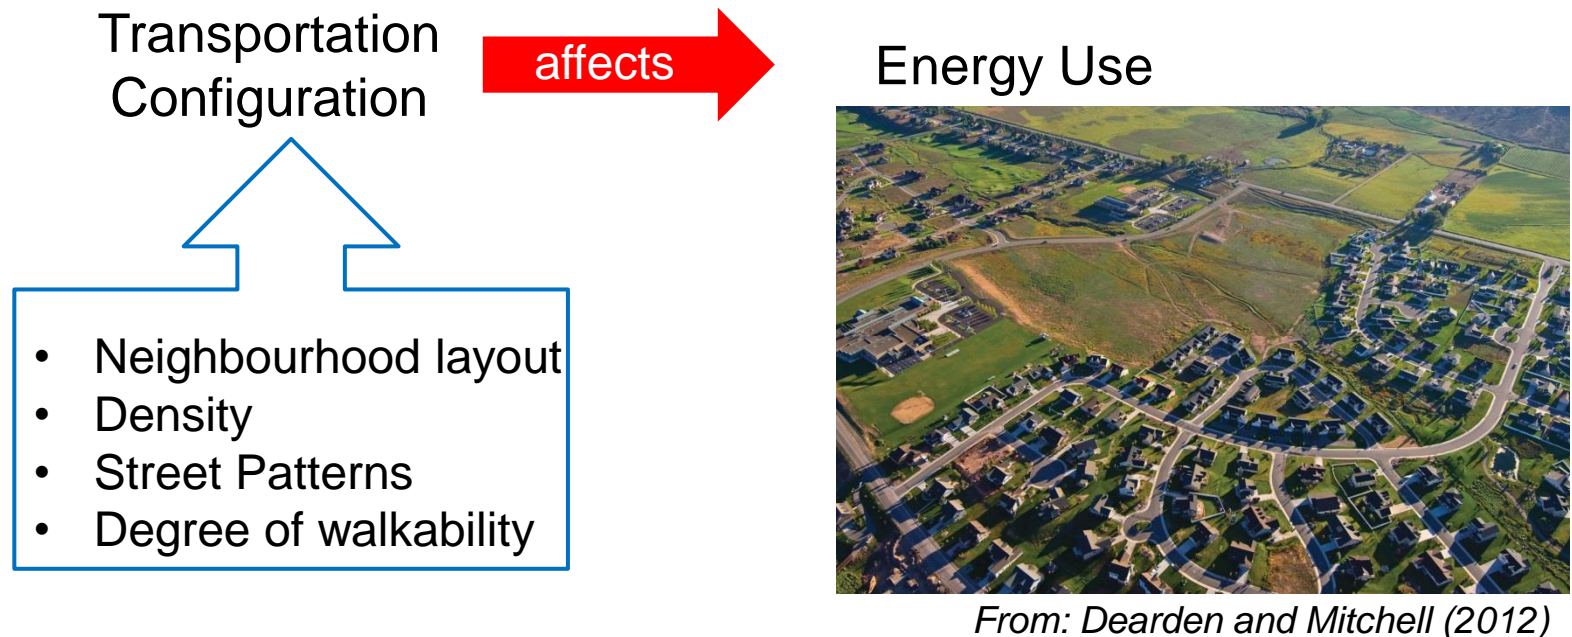 Transportation
Configuration
affects
Energy Use
• Neighbourhood layout
• Density
• Street Patterns
• Degree of walkability
From: Dearden and Mitchell (2012)